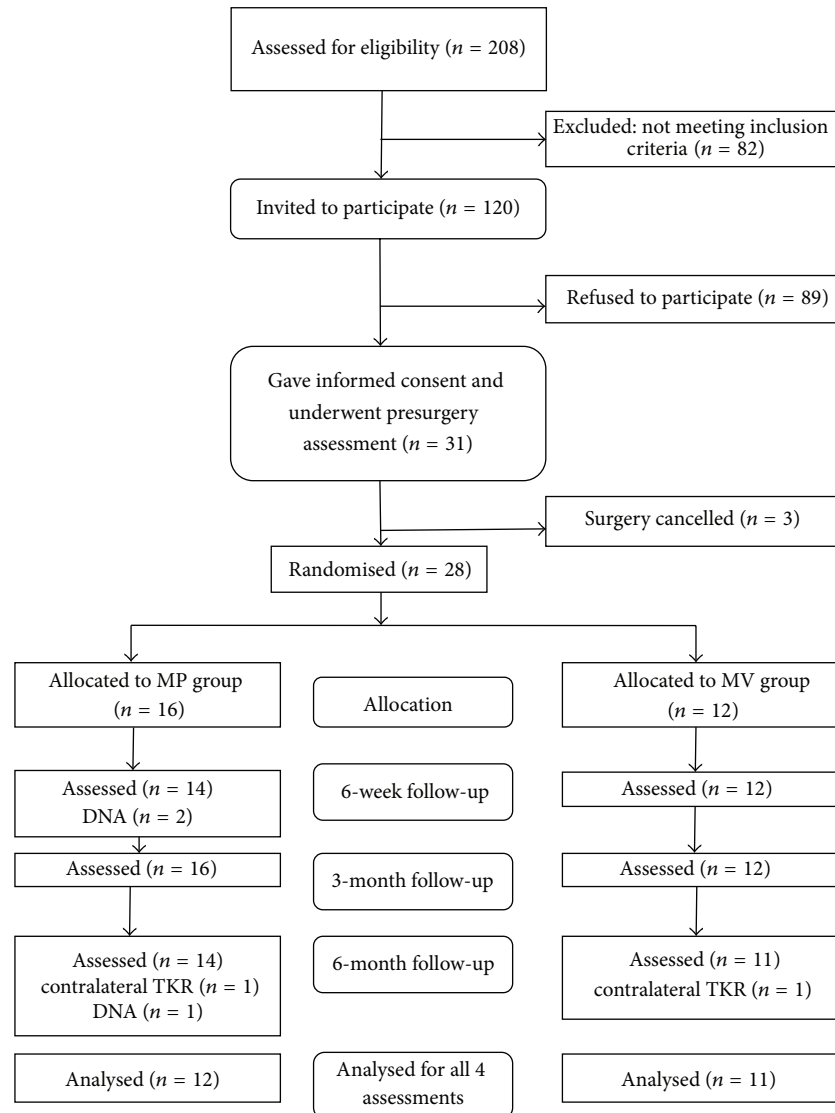 Assessed for eligibility (n = 208)
Excluded: not meeting inclusion
criteria (n = 82)
Invited to participate (n = 120)
Refused to participate (n = 89)
Gave informed consent and
underwent presurgery
assessment (n = 31)
Surgery cancelled (n = 3)
Randomised (n = 28)
Allocated to MP group
(n = 16)
Allocation
Allocated to MV group
(n = 12)
Assessed (n = 14)
DNA (n = 2)
6-week follow-up
Assessed (n = 12)
Assessed (n = 16)
3-month follow-up
Assessed (n = 12)
Assessed (n = 14)
contralateral TKR (n = 1)
DNA (n = 1)
6-month follow-up
Assessed (n = 11)
contralateral TKR (n = 1)
Analysed (n = 12)
Analysed for all 4
assessments
Analysed (n = 11)